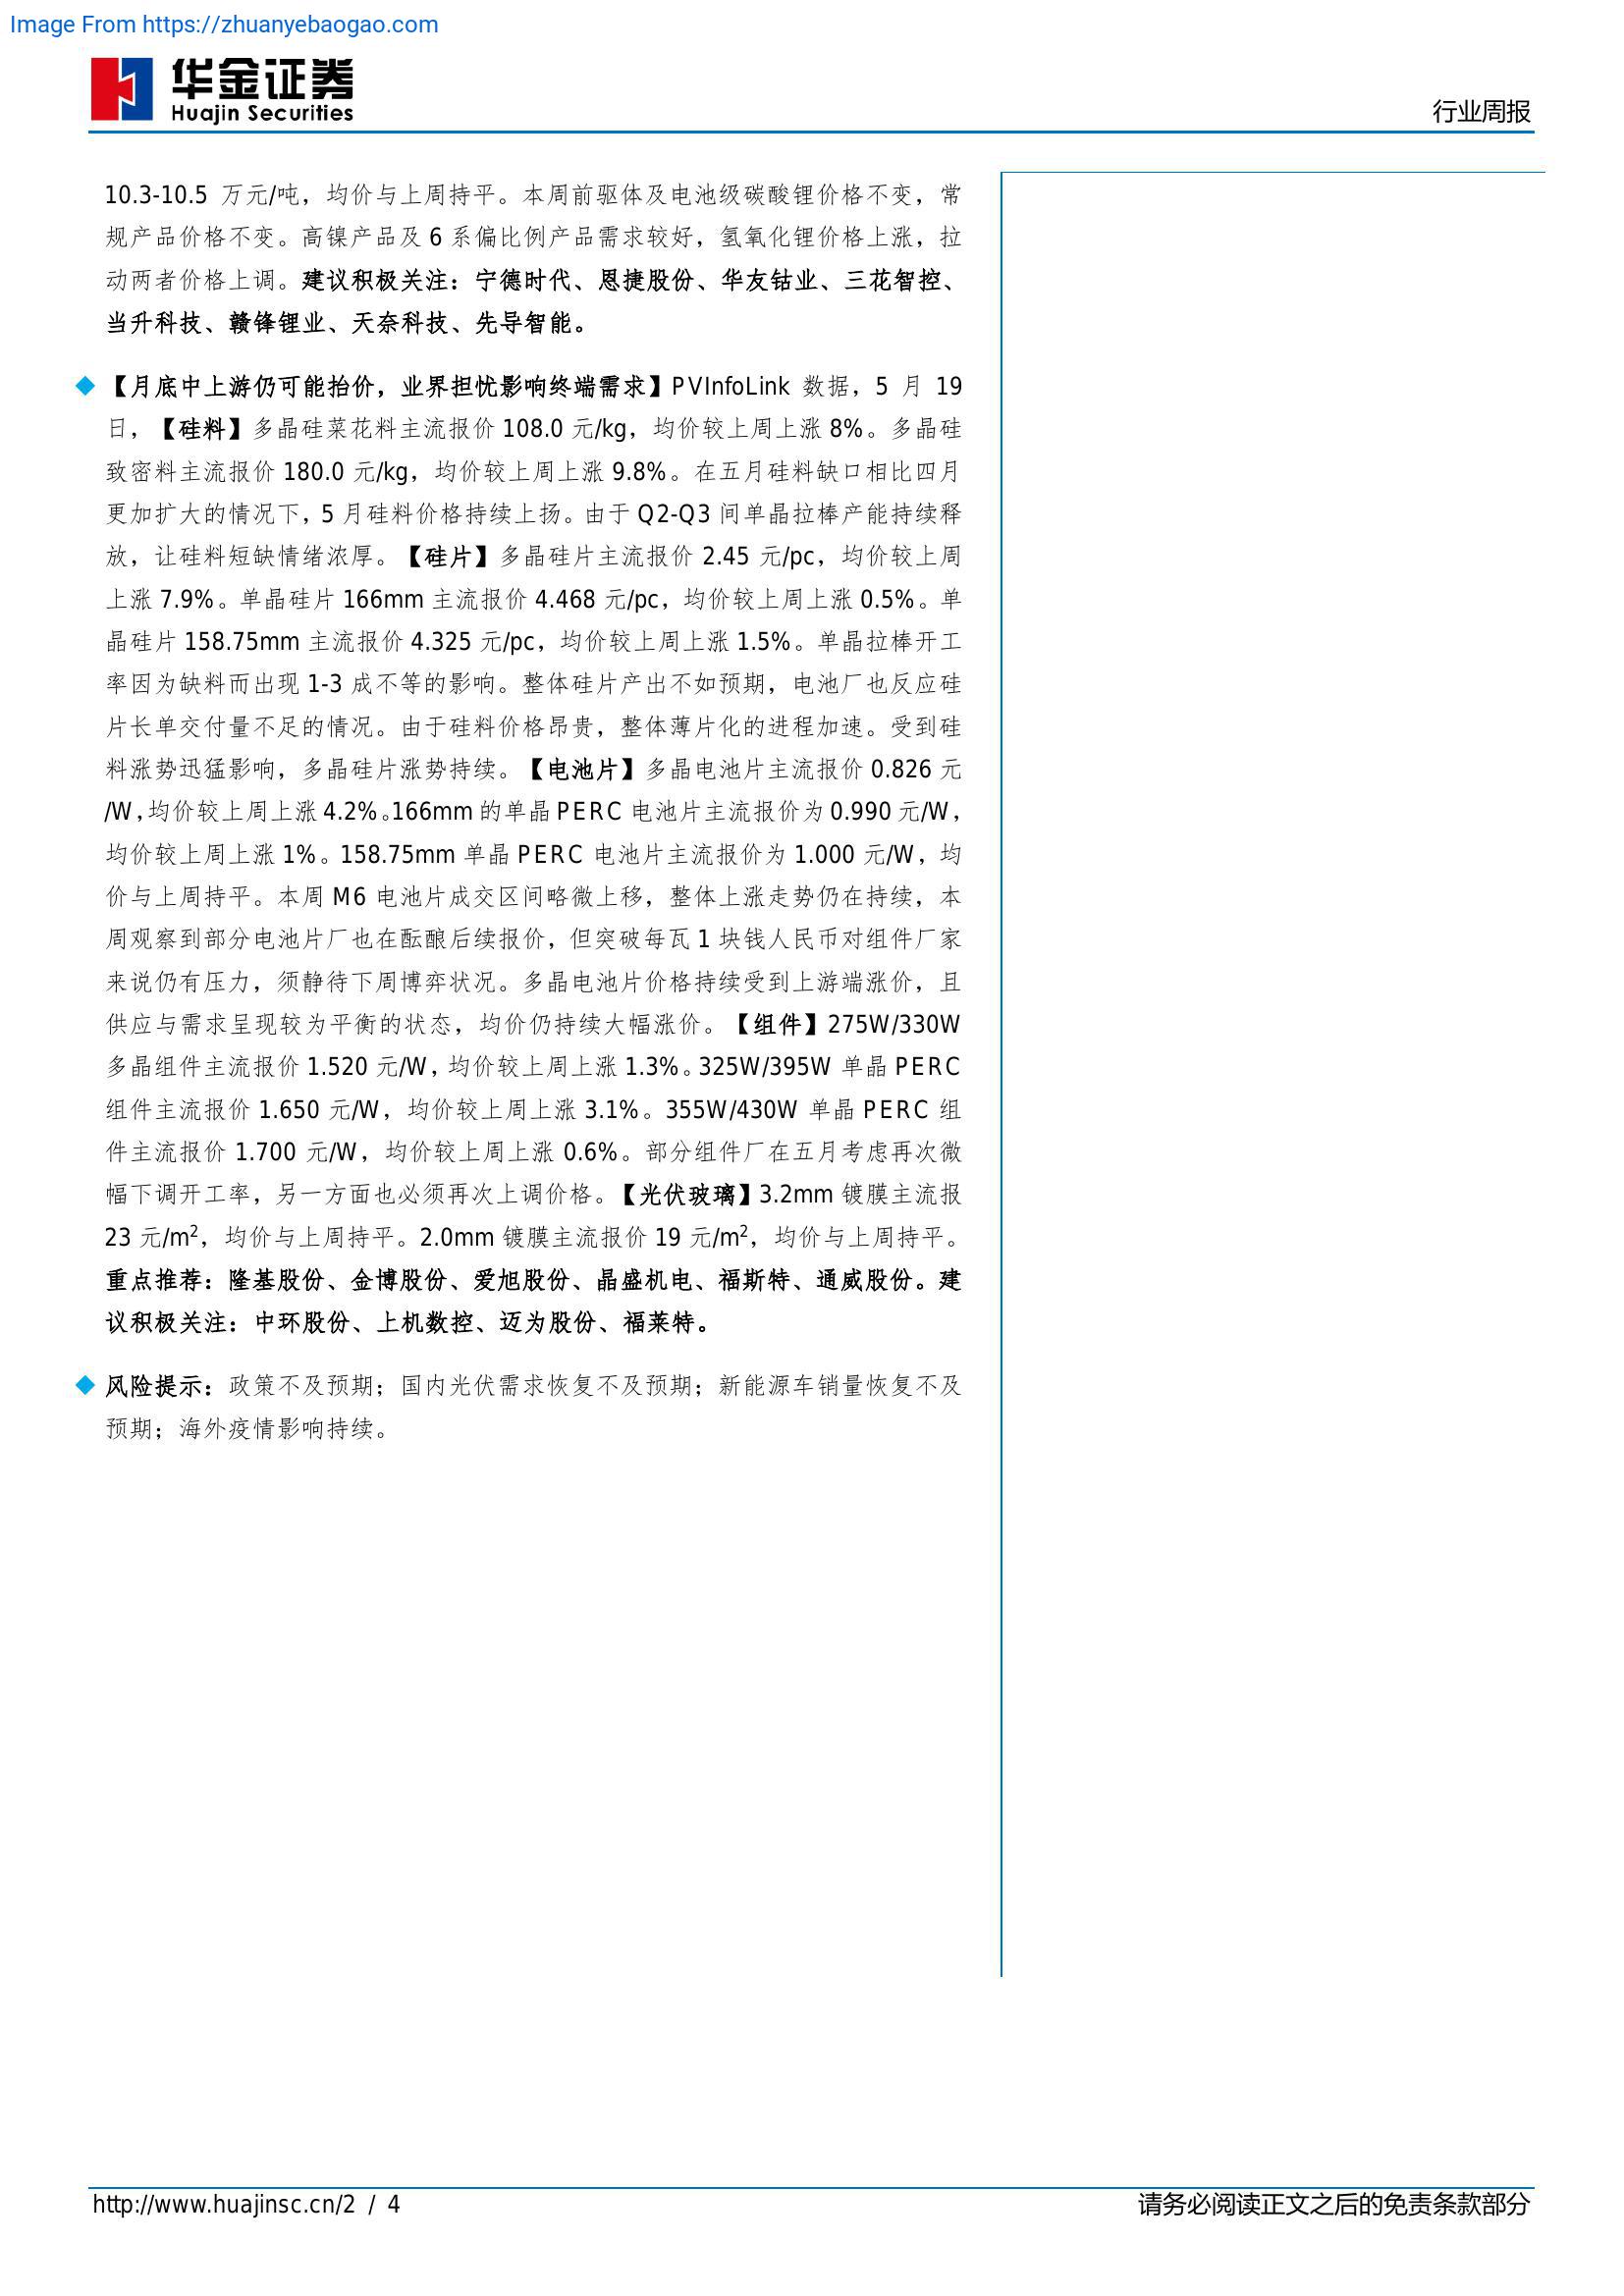 Image From https://zhuanyebaogao.com
华金证券
Huajin Securities
行业周报
10.3-10.5 万元/吨，均价与上周持平。本周前驱体及电池级碳酸锂价格不变，常
规产品价格不变。高镍产品及 6 系偏比例产品需求较好，氢氧化锂价格上涨，拉
动两者价格上调。建议积极关注：宁德时代、恩捷股份、华友钴业、三花智控、
当升科技、赣锋锂业、天奈科技、先导智能。
◆ 【月底中上游仍可能抬价，业界担忧影响终端需求】PVInfoLink 数据，5 月 19
日，【硅料】多晶硅菜花料主流报价 108.0 元/kg，均价较上周上涨 8%。多晶硅
致密料主流报价 180.0 元/kg，均价较上周上涨 9.8%。在五月硅料缺口相比四月
更加扩大的情况下，5 月硅料价格持续上扬。由于 Q2-Q3 间单晶拉棒产能持续释
放，让硅料短缺情绪浓厚。【硅片】多晶硅片主流报价 2.45 元/pc，均价较上周
上涨 7.9%。单晶硅片 166mm 主流报价 4.468 元/pc，均价较上周上涨 0.5%。单
晶硅片 158.75mm 主流报价 4.325 元/pc，均价较上周上涨 1.5%。单晶拉棒开工
率因为缺料而出现 1-3 成不等的影响。整体硅片产出不如预期，电池厂也反应硅
片长单交付量不足的情况。由于硅料价格昂贵，整体薄片化的进程加速。受到硅
料涨势迅猛影响，多晶硅片涨势持续。【电池片】多晶电池片主流报价 0.826 元
/W，均价较上周上涨 4.2%。166mm 的单晶 PERC 电池片主流报价为 0.990 元/W，
均价较上周上涨 1%。158.75mm 单晶 PERC 电池片主流报价为 1.000 元/W，均
价与上周持平。本周 M6 电池片成交区间略微上移，整体上涨走势仍在持续，本
周观察到部分电池片厂也在酝酿后续报价，但突破每瓦 1 块钱人民币对组件厂家
来说仍有压力，须静待下周博弈状况。多晶电池片价格持续受到上游端涨价，且
供应与需求呈现较为平衡的状态，均价仍持续大幅涨价。【组件】275W/330W
多晶组件主流报价 1.520 元/W，均价较上周上涨 1.3%。325W/395W 单晶 PERC
组件主流报价 1.650 元/W，均价较上周上涨 3.1%。355W/430W 单晶 PERC 组
件主流报价 1.700 元/W，均价较上周上涨 0.6%。部分组件厂在五月考虑再次微
幅下调开工率，另一方面也必须再次上调价格。【光伏玻璃】3.2mm 镀膜主流报
23 元/m²，均价与上周持平。2.0mm 镀膜主流报价 19 元/m²，均价与上周持平。
重点推荐：隆基股份、金博股份、爱旭股份、晶盛机电、福斯特、通威股份。建
议积极关注：中环股份、上机数控、迈为股份、福莱特。
◆ 风险提示：政策不及预期；国内光伏需求恢复不及预期；新能源车销量恢复不及
预期；海外疫情影响持续。
http://www.huajinsc.cn/2 / 4
请务必阅读正文之后的免责条款部分